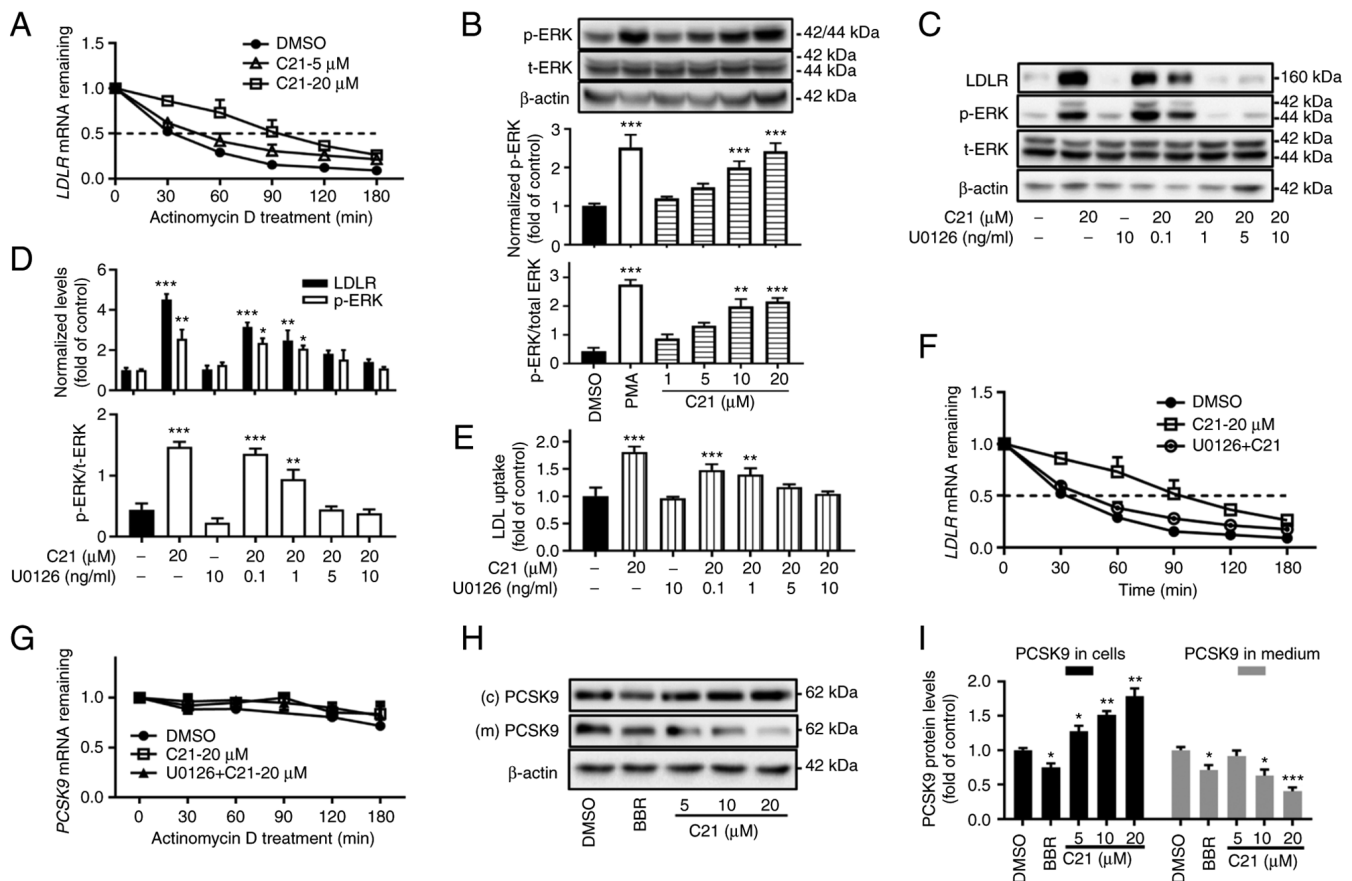 A
LDLR mRNA remaining
1.5
1.0
0.5
0.0
DMSO
C21-5 μM
C21-20 μM
0 30 60 90 120 180
Actinomycin D treatment (min)
B
p-ERK
42/44 kDa
t-ERK
42 kDa
44 kDa
β-actin
42 kDa
Normalized p-ERK
(fold of control)
3
2
1
0
*** *** ***
p-ERK/total ERK
3
2
1
0
*** ** ***
DMSO
PMA
1 5 10 20
C21 (μM)
C
LDLR
160 kDa
p-ERK
42 kDa
44 kDa
t-ERK
42 kDa
44 kDa
β-actin
42 kDa
C21 (μM) – 20 – 20 20 20 20
U0126 (ng/ml) – – 10 0.1 1 5 10
D
Normalized levels
(fold of control)
6
4
2
0
LDLR
p-ERK
*** ** *** * ** *
p-ERK/t-ERK
2
1
0
*** *** **
C21 (μM) – 20 – 20 20 20 20
U0126 (ng/ml) – – 10 0.1 1 5 10
E
LDL uptake
(fold of control)
2.0
1.5
1.0
0.5
0.0
*** *** **
C21 (μM) – 20 – 20 20 20 20
U0126 (ng/ml) – – 10 0.1 1 5 10
F
LDLR mRNA remaining
1.5
1.0
0.5
0.0
DMSO
C21-20 μM
U0126+C21
0 30 60 90 120 180
Time (min)
G
PCSK9 mRNA remaining
1.0
0.5
0.0
DMSO
C21-20 μM
U0126+C21-20 μM
0 30 60 90 120 180
Actinomycin D treatment (min)
H
(c) PCSK9
62 kDa
(m) PCSK9
62 kDa
β-actin
42 kDa
DMSO
BBR
5 10 20
C21 (μM)
I
PCSK9 in cells
PCSK9 in medium
PCSK9 protein levels
(fold of control)
2.0
1.5
1.0
0.5
0.0
* * ** ** * * ***
DMSO
BBR
5 10 20
C21 (μM)
DMSO
BBR
5 10 20
C21 (μM)